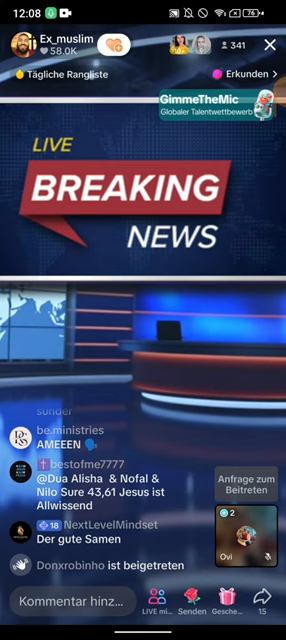 12:08
76
Ex_muslim
58.0K
341
Tägliche Rangliste
Erkunden >
GimmeTheMic
Globaler Talentwettbewerb
LIVE
BREAKING
NEWS
sunder
be.ministries
AMEEEN
bestofme7777
@Dua Alisha & Nofal &
Nilo Sure 43,61 Jesus ist
Allwissend
18 NextLevelMindset
Der gute Samen
Donxrobinho ist beigetreten
Anfrage zum
Beitreten
2
Ovi
Kommentar hinz...
LIVE mi...
Senden
Gesche...
15